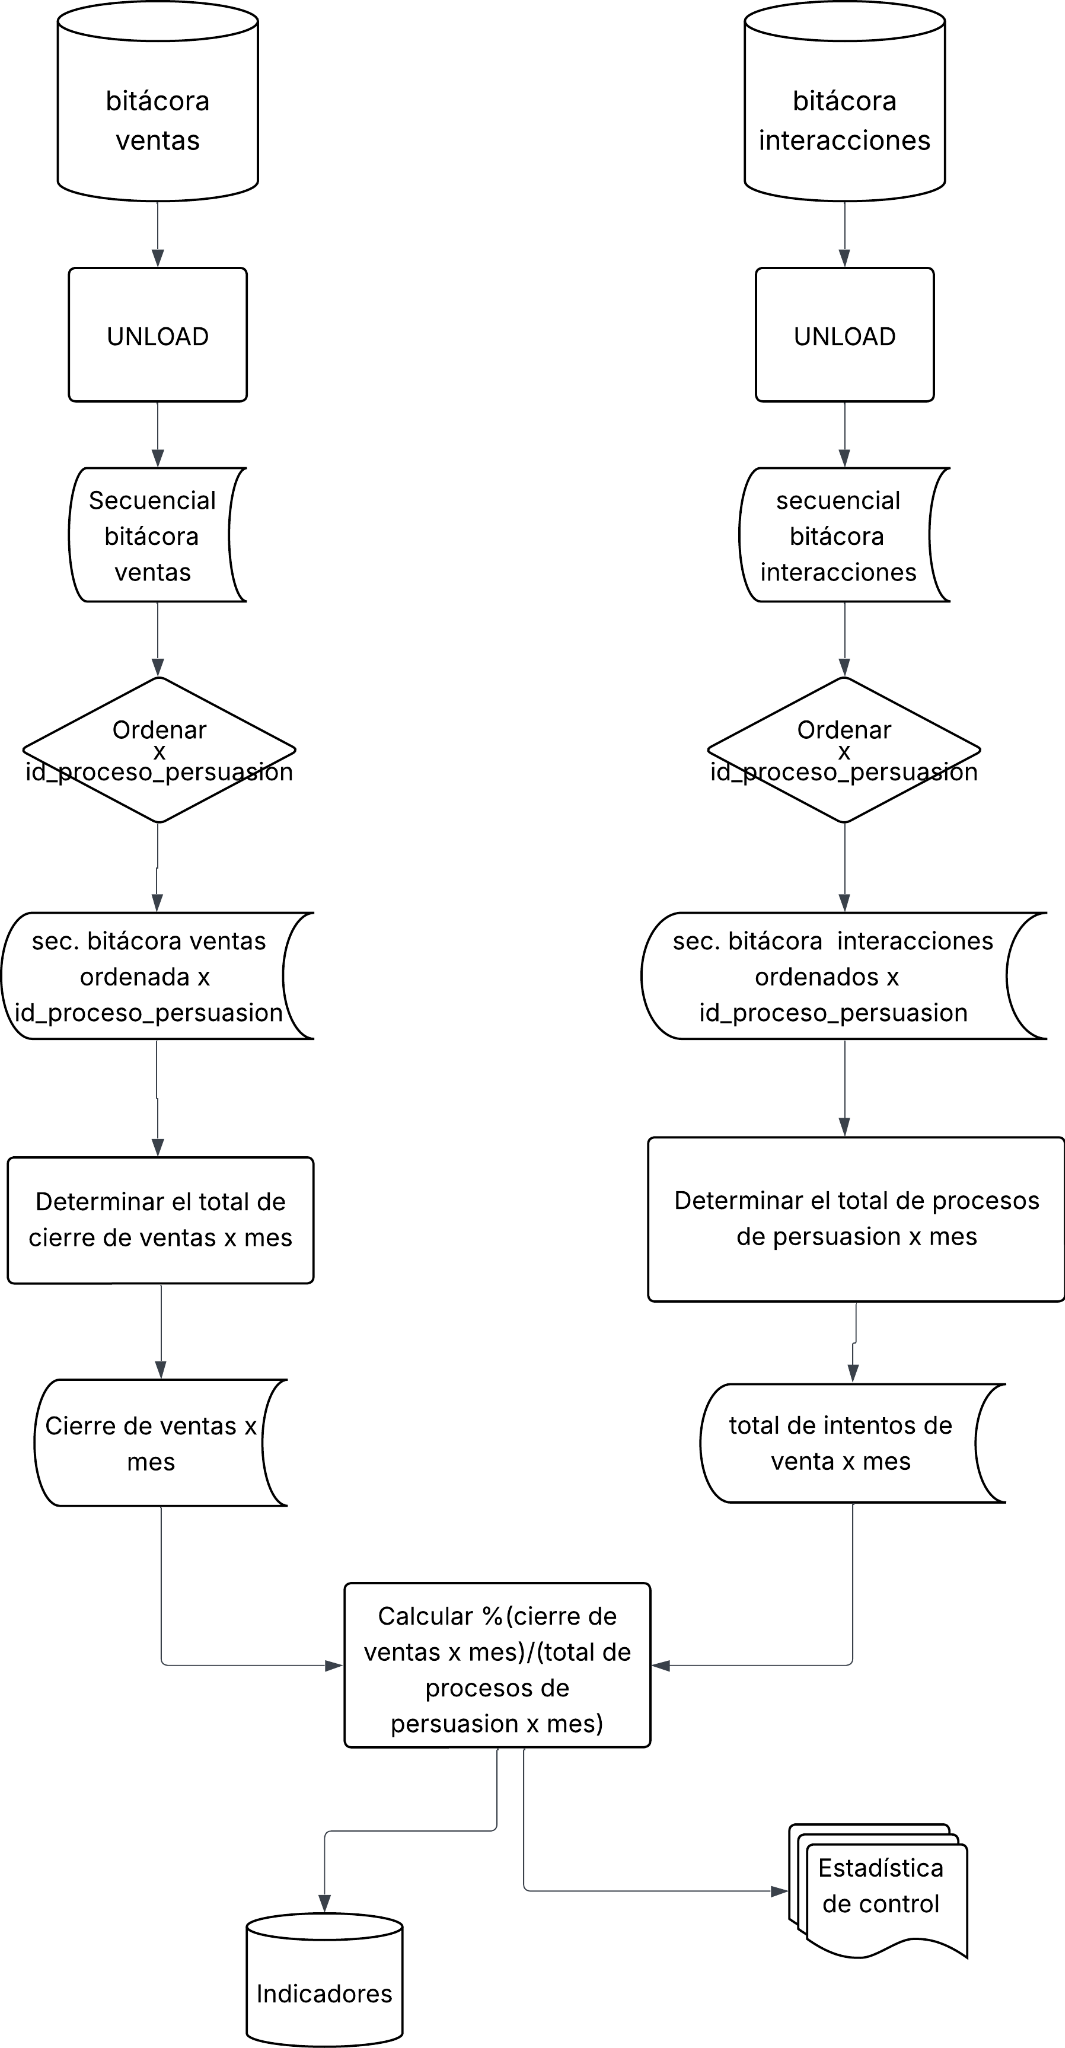 bitácora
ventas
bitácora
interacciones
UNLOAD
UNLOAD
Secuencial
bitácora
ventas
secuencial
bitácora
interacciones
Ordenar
x
id_proceso_persuasion
Ordenar
x
id_proceso_persuasion
sec. bitácora ventas
ordenada x
id_proceso_persuasion
sec. bitácora  interacciones
ordenados x
id_proceso_persuasion
Determinar el total de
cierre de ventas x mes
Determinar el total de procesos
de persuasion x mes
Cierre de ventas x
mes
total de intentos de
venta x mes
Calcular %(cierre de
ventas x mes)/(total de
procesos de
persuasion x mes)
Estadística
de control
Indicadores